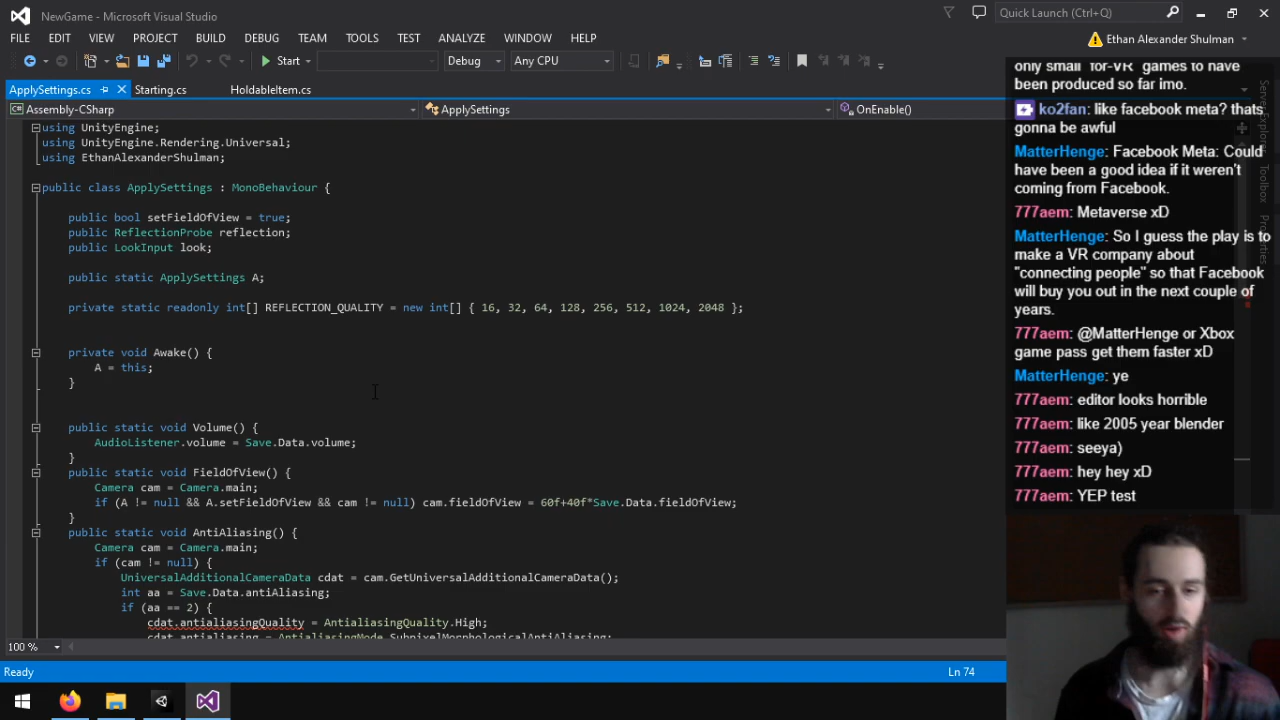 NewGame - Microsoft Visual Studio
Quick Launch (Ctrl+Q)
FILE EDIT VIEW PROJECT BUILD DEBUG TEAM TOOLS TEST ANALYZE WINDOW HELP
Ethan Alexander Shulman
Start Debug Any CPU
ApplySettings.cs Starting.cs HoldableItem.cs
Assembly-CSharp ApplySettings OnEnable()
using UnityEngine;
using UnityEngine.Rendering.Universal;
using EthanAlexanderShulman;
public class ApplySettings : MonoBehaviour {
public bool setFieldOfView = true;
public ReflectionProbe reflection;
public LookInput look;
public static ApplySettings A;
private static readonly int[] REFLECTION_QUALITY = new int[] { 16, 32, 64, 128, 256, 512, 1024, 2048 };
private void Awake() {
A = this;
}
public static void Volume() {
AudioListener.volume = Save.Data.volume;
}
public static void FieldOfView() {
Camera cam = Camera.main;
if (A != null && A.setFieldOfView && cam != null) cam.fieldOfView = 60f+40f*Save.Data.fieldOfView;
}
public static void AntiAliasing() {
Camera cam = Camera.main;
if (cam != null) {
UniversalAdditionalCameraData cdat = cam.GetUniversalAdditionalCameraData();
int aa = Save.Data.antiAliasing;
if (aa == 2) {
cdat.antialiasingQuality = AntialiasingQuality.High;
cdat.antialiasing = AntialiasingMode.SubpixelMorphologicalAntiAliasing;
100 %
Ready
Ln 74
only small "for-VR" games to have
been produced so far imo.
ko2fan: like facebook meta? thats
gonna be awful
MatterHenge: Facebook Meta: Could
have been a good idea if it weren't
coming from Facebook.
777aem: Metaverse xD
MatterHenge: So I guess the play is to
make a VR company about
"connecting people" so that Facebook
will buy you out in the next couple of
years.
777aem: @MatterHenge or Xbox
game pass get them faster xD
MatterHenge: ye
777aem: editor looks horrible
777aem: like 2005 year blender
777aem: seeya)
777aem: hey hey xD
777aem: YEP test
Server Explorer
Toolbox
Properties